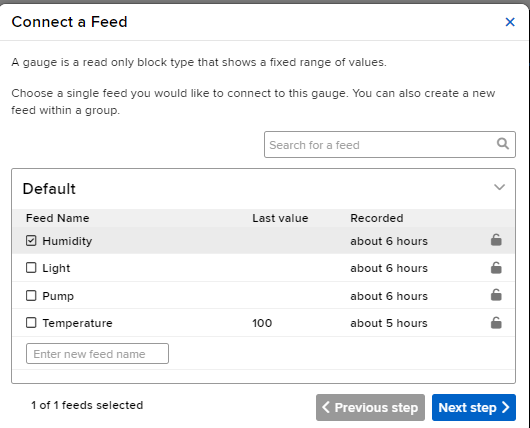 Connect a Feed
A gauge is a read only block type that shows a fixed range of values.
Choose a single feed you would like to connect to this gauge. You can also create a new
feed within a group.
Search for a feed
Default
Feed Name Last value Recorded
Humidity about 6 hours
Light about 6 hours
Pump about 6 hours
Temperature 100 about 5 hours
Enter new feed name
1 of 1 feeds selected Previous step Next step